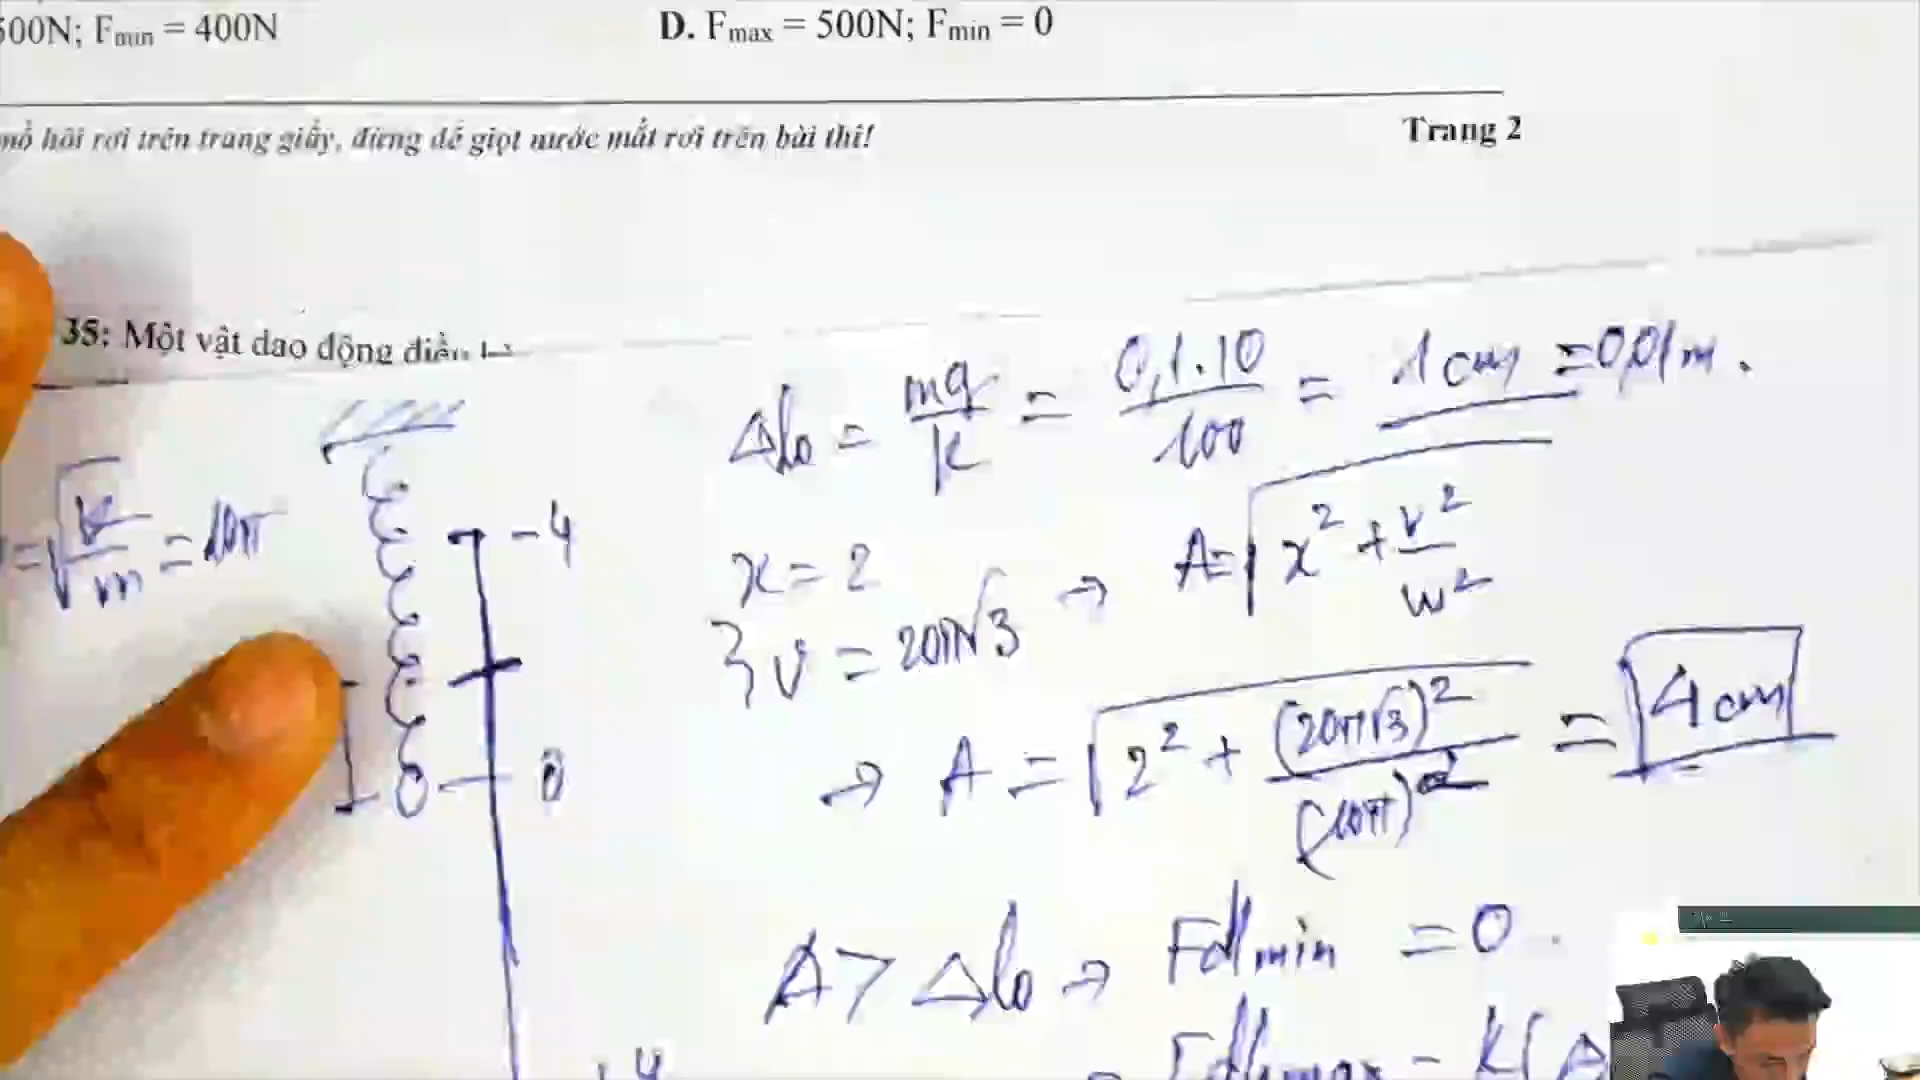 500N; Fmin = 400N
D. Fmax = 500N; Fmin = 0
mồ hôi rơi trên trang giấy, đừng để giọt nước mắt rơi trên bài thi!
Trang 2
35: Một vật dao động điều
Δl₀ = mg/k = 0,1.10/100 = 1cm = 0,01m.
= √(k/m) = 10π
-4
x = 2
v = 20π√3 → A = √(x² + v²/w²)
→ A = √(2² + (20π√3)²/(10π)²) = 4cm
0
A > Δl₀ → Fđhmin = 0
+4
Fđhmax = k(